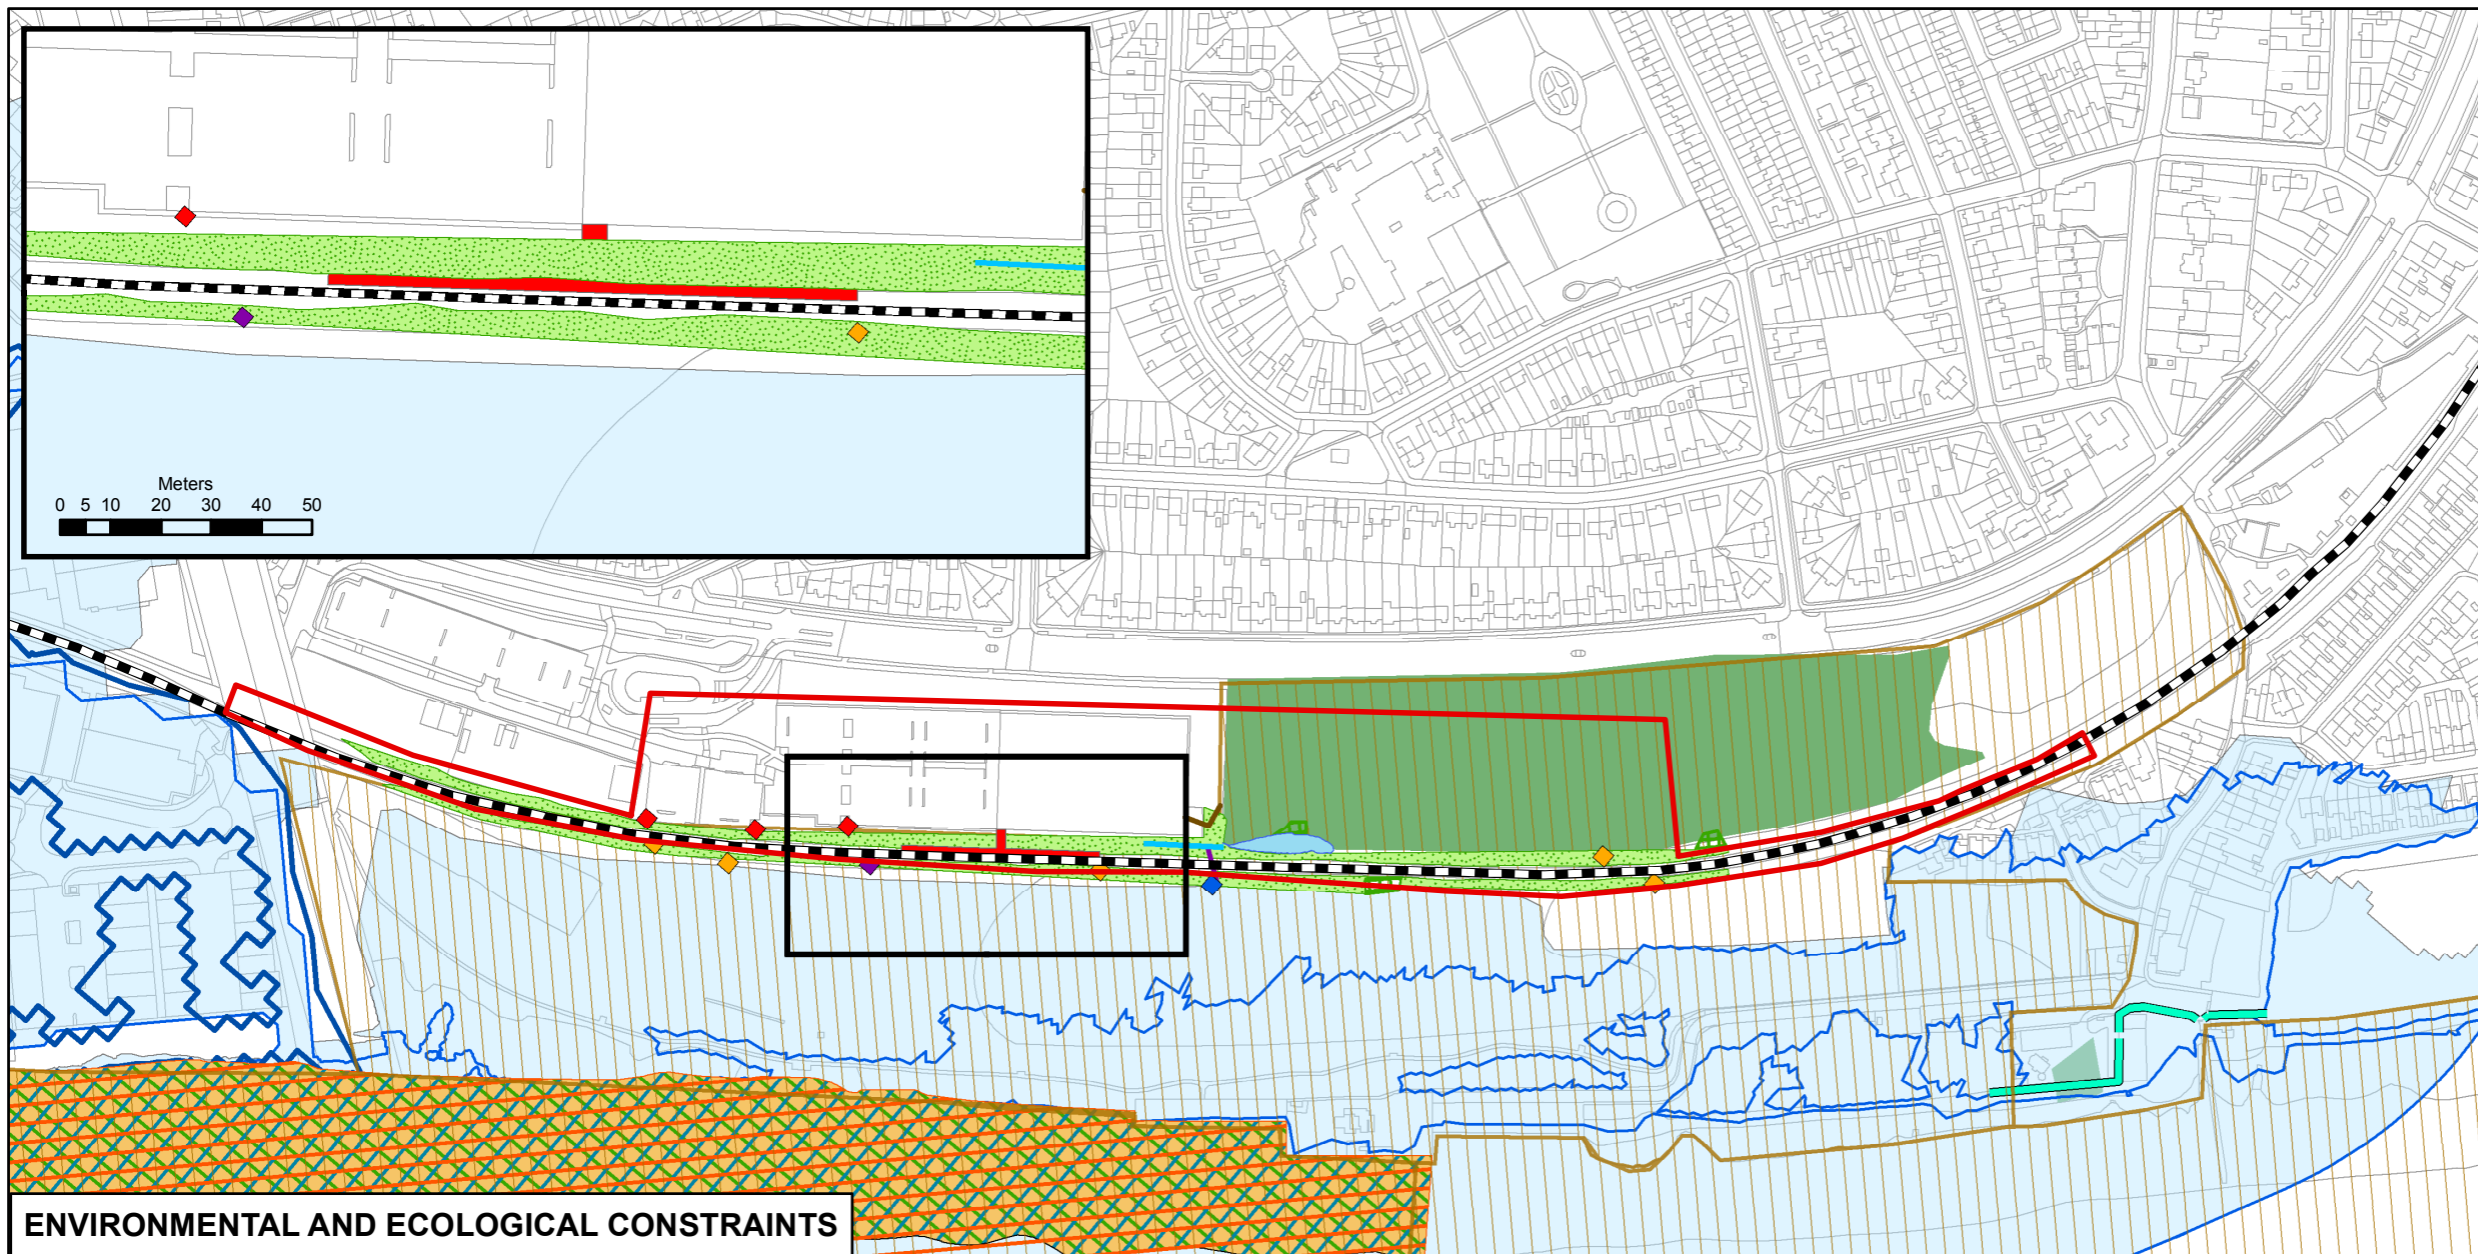 Meters
0 5 10 20 30 40 50
ENVIRONMENTAL AND ECOLOGICAL CONSTRAINTS